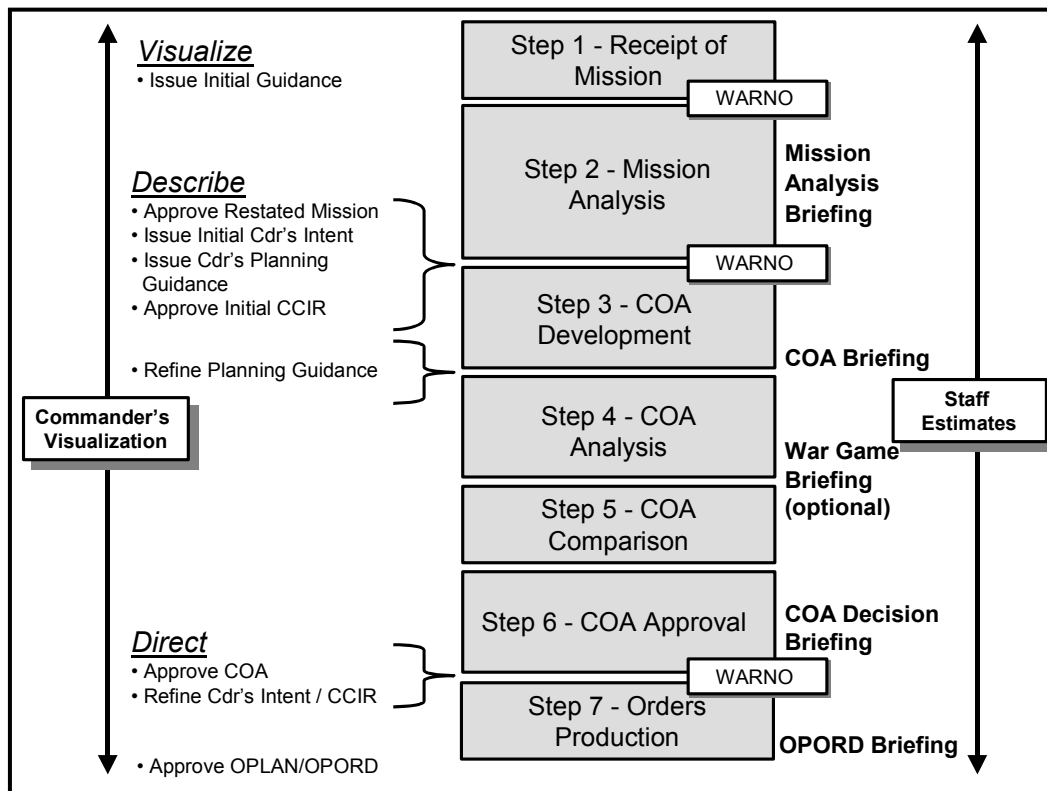 Visualize
• Issue Initial Guidance
Describe
• Approve Restated Mission
• Issue Initial Cdr's Intent
• Issue Cdr's Planning
Guidance
• Approve Initial CCIR
• Refine Planning Guidance
Commander's
Visualization
Direct
• Approve COA
• Refine Cdr's Intent / CCIR
• Approve OPLAN/OPORD
Step 1 - Receipt of
Mission
WARNO
Step 2 - Mission
Analysis
WARNO
Step 3 - COA
Development
Step 4 - COA
Analysis
Step 5 - COA
Comparison
Step 6 - COA Approval
WARNO
Step 7 - Orders
Production
Mission
Analysis
Briefing
COA Briefing
War Game
Briefing
(optional)
COA Decision
Briefing
OPORD Briefing
Staff
Estimates